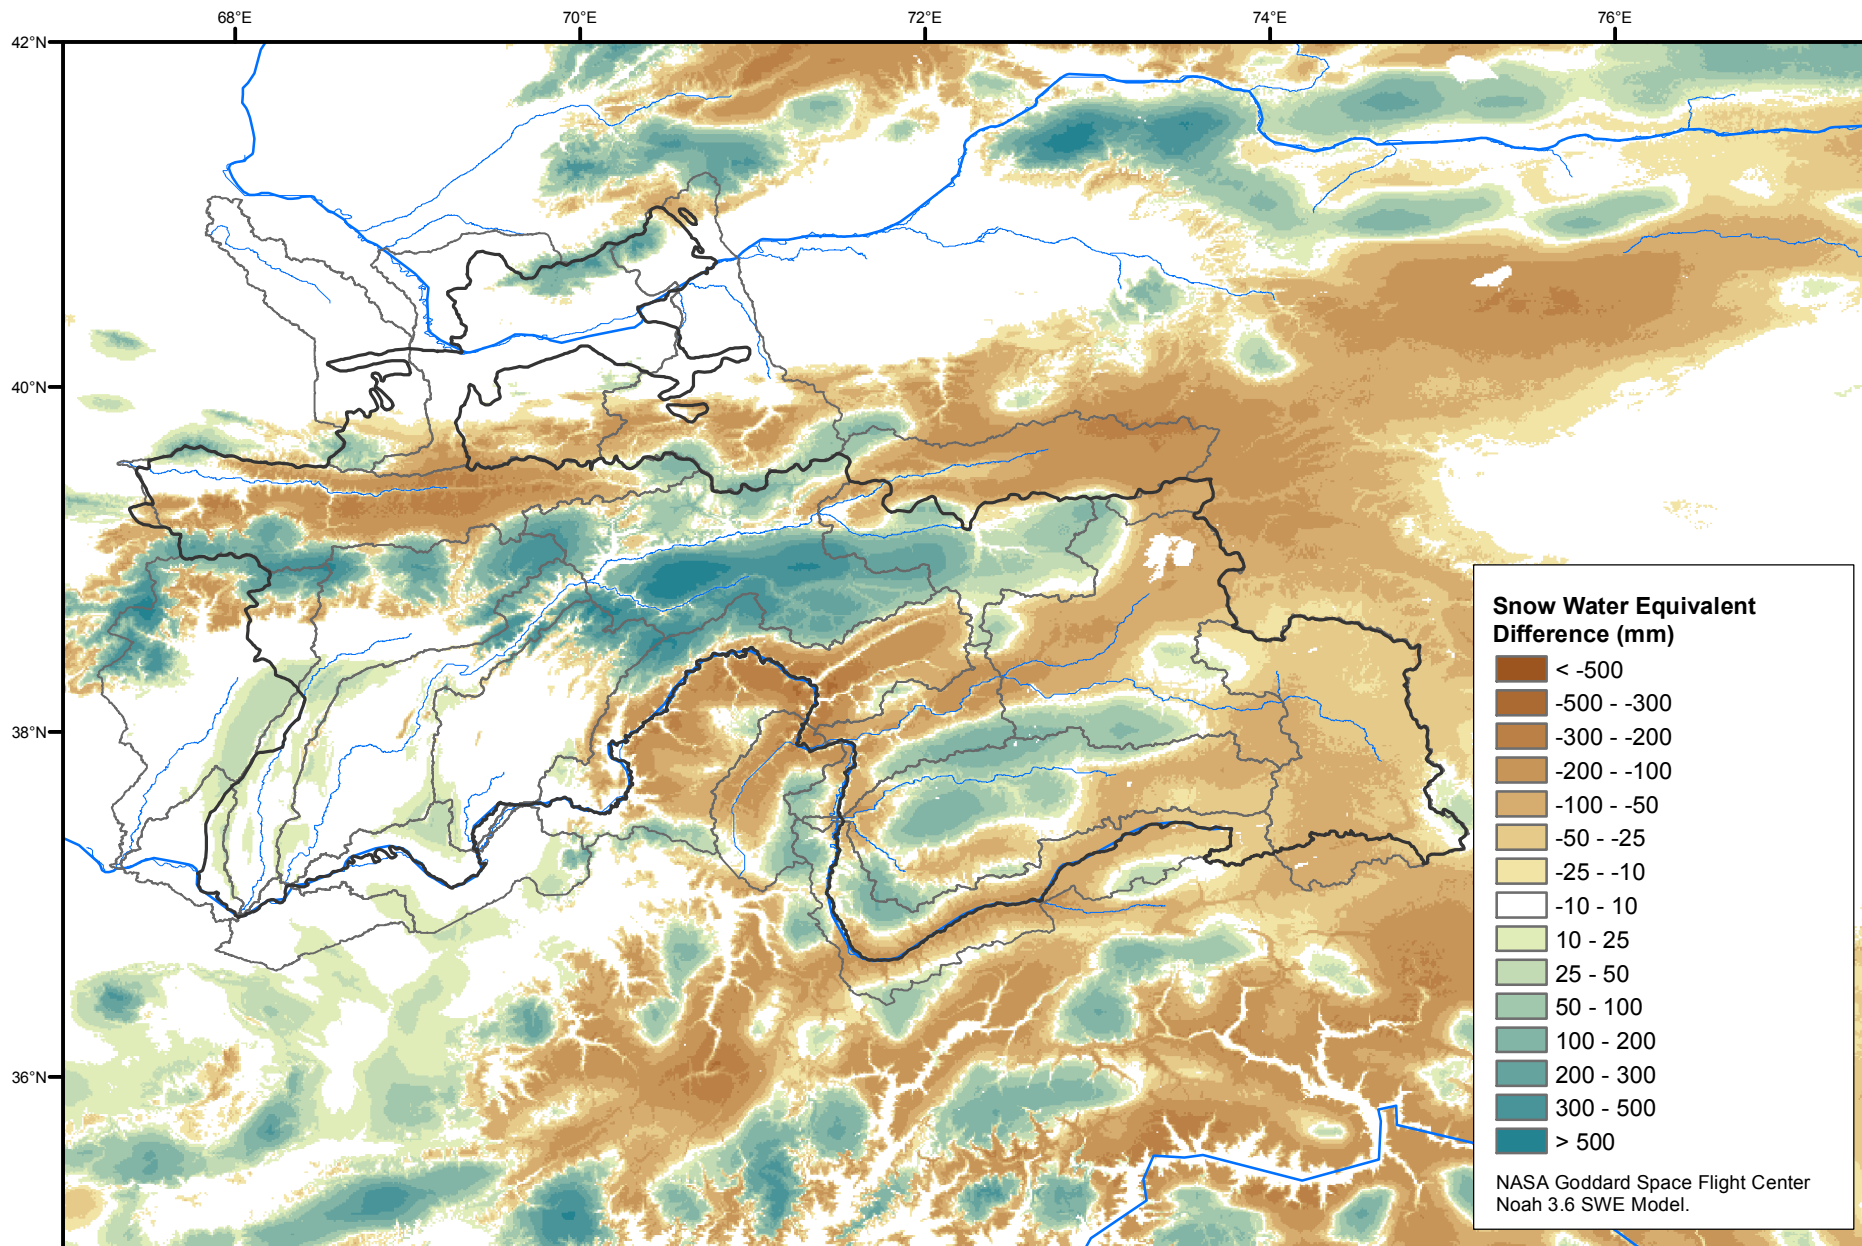 68°E 70°E 72°E 74°E 76°E
42°N
40°N
38°N
36°N
Snow Water Equivalent
Difference (mm)
< -500
-500 - -300
-300 - -200
-200 - -100
-100 - -50
-50 - -25
-25 - -10
-10 - 10
10 - 25
25 - 50
50 - 100
100 - 200
200 - 300
300 - 500
> 500
NASA Goddard Space Flight Center
Noah 3.6 SWE Model.